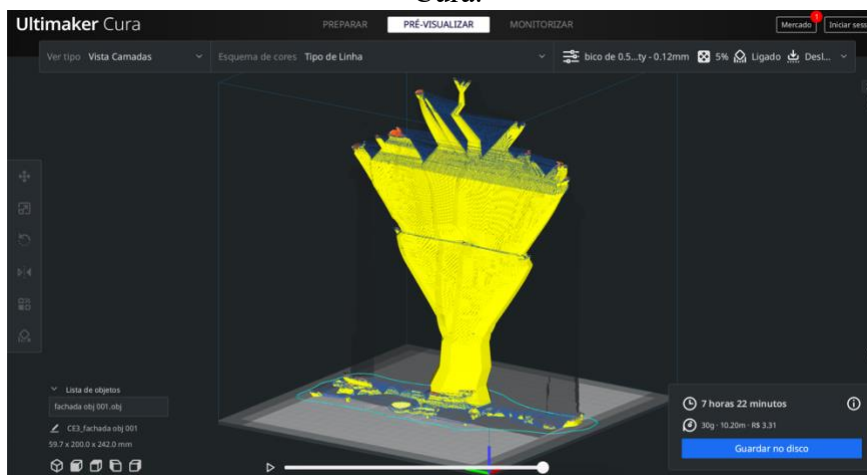 Cura.
Ultimaker Cura
PREPARAR
PRÉ-VISUALIZAR
MONITORIZAR
Mercado
1
Iniciar sess
Ver tipo Vista Camadas
Esquema de cores Tipo de Linha
bico de 0.5...ty - 0.12mm
5%
Ligado
Desl...
Lista de objetos
fachada obj 001.obj
CE3_fachada obj 001
59.7 x 200.0 x 242.0 mm
7 horas 22 minutos
30g · 10.20m · R$ 3.31
Guardar no disco